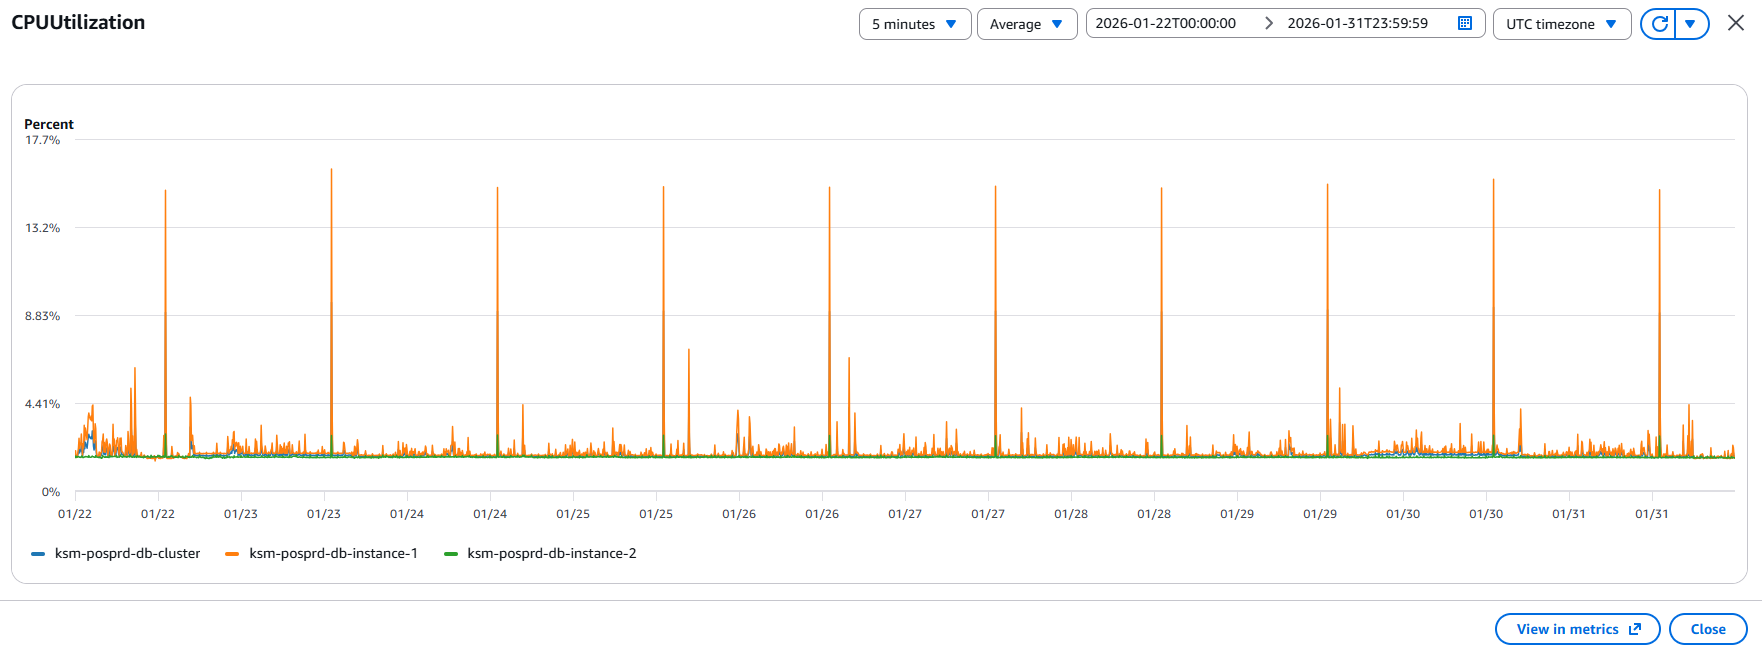 CPUUtilization
5 minutes Average 2026-01-22T00:00:00 2026-01-31T23:59:59 UTC timezone
Percent
17.7%
13.2%
8.83%
4.41%
0%
01/22 01/22 01/23 01/23 01/24 01/24 01/25 01/25 01/26 01/26 01/27 01/27 01/28 01/28 01/29 01/29 01/30 01/30 01/31 01/31
ksm-posprd-db-cluster ksm-posprd-db-instance-1 ksm-posprd-db-instance-2
View in metrics Close